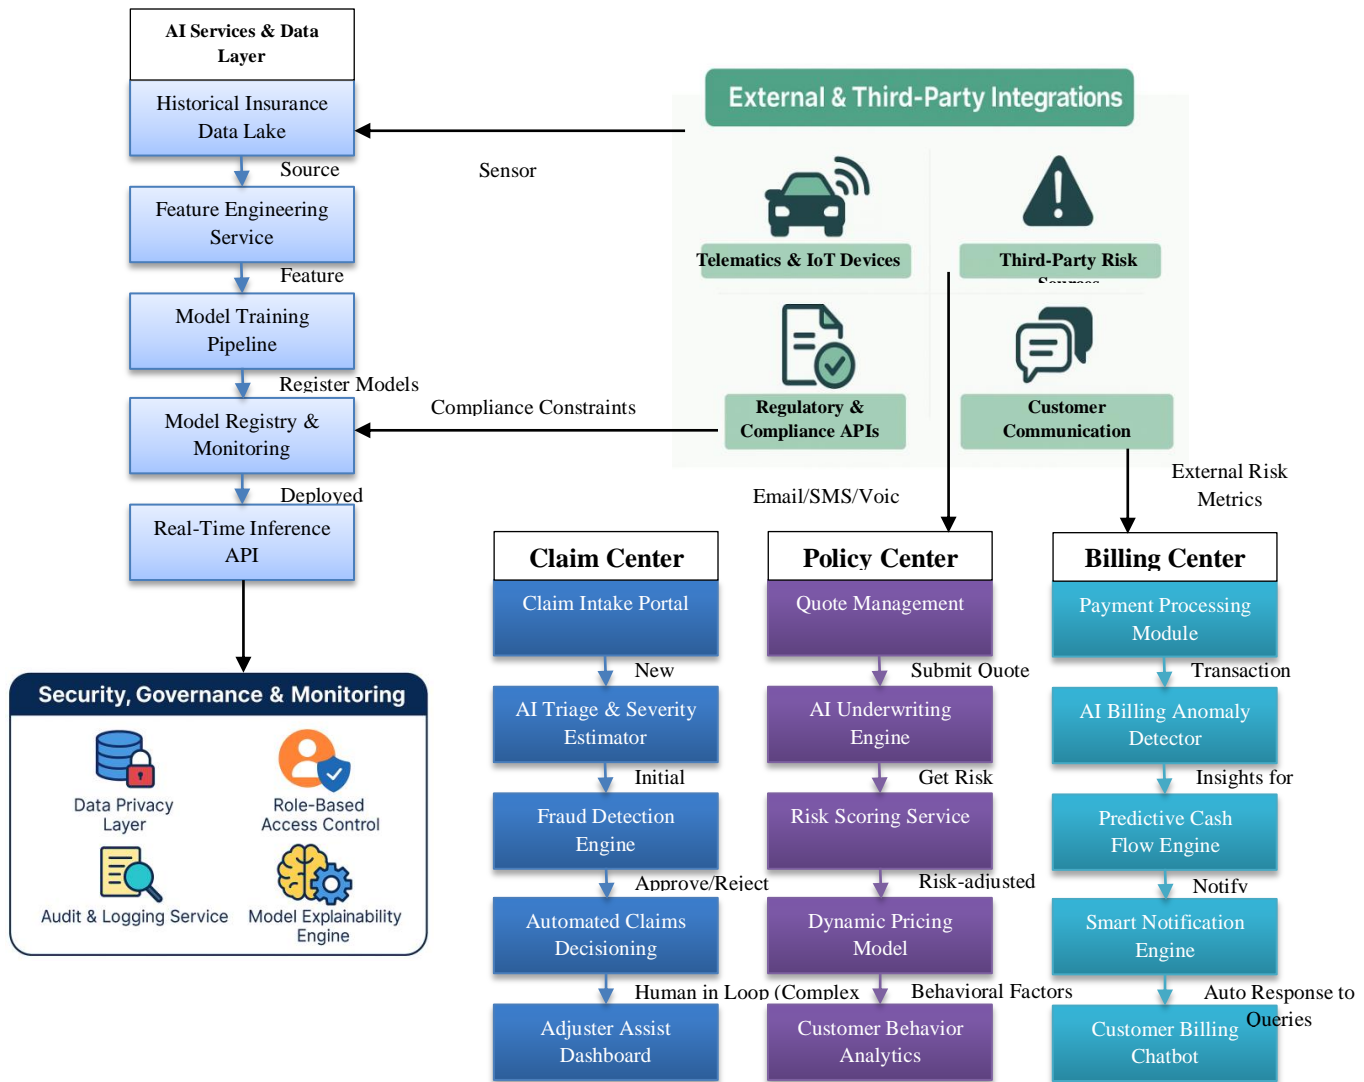 AI Services & Data
Layer
Historical Insurance
Data Lake
Source
Feature Engineering
Service
Feature
Model Training
Pipeline
Register Models
Model Registry &
Monitoring
Deployed
Real-Time Inference
API
Sensor
Compliance Constraints
External & Third-Party Integrations
Telematics & IoT Devices
Third-Party Risk
Sources
Regulatory &
Compliance APIs
Customer
Communication
Email/SMS/Voic
External Risk
Metrics
Security, Governance & Monitoring
Data Privacy
Layer
Role-Based
Access Control
Audit & Logging Service
Model Explainability
Engine
Claim Center
Claim Intake Portal
New
AI Triage & Severity
Estimator
Initial
Fraud Detection
Engine
Approve/Reject
Automated Claims
Decisioning
Human in Loop (Complex
Adjuster Assist
Dashboard
Policy Center
Quote Management
Submit Quote
AI Underwriting
Engine
Get Risk
Risk Scoring Service
Risk-adjusted
Dynamic Pricing
Model
Behavioral Factors
Customer Behavior
Analytics
Billing Center
Payment Processing
Module
Transaction
AI Billing Anomaly
Detector
Insights for
Predictive Cash
Flow Engine
Notify
Smart Notification
Engine
Auto Response to
Queries
Customer Billing
Chatbot